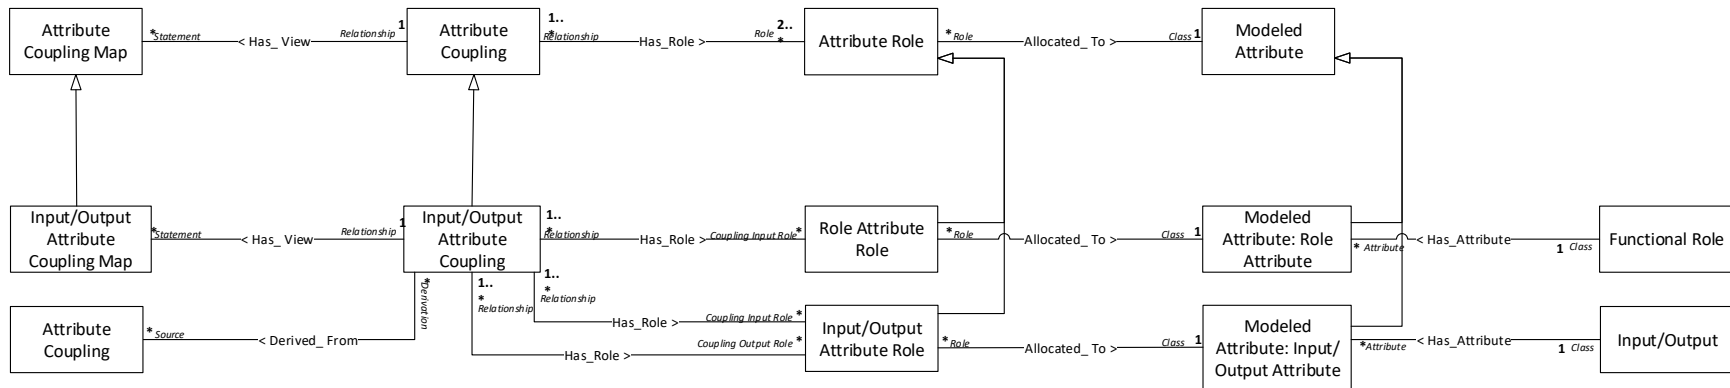 Attribute
Coupling Map
*
Statement
< Has_ View
Relationship
1
Attribute
Coupling
1..
*
Relationship
Has_Role >
Role
2..
*
Attribute Role
*
Role
Allocated_ To >
Class
1
Modeled
Attribute
Input/Output
Attribute
Coupling Map
*
Statement
< Has_ View
Relationship
1
Input/Output
Attribute
Coupling
1..
*
Relationship
Has_Role >
Coupling Input Role
*
Role Attribute
Role
*
Role
Allocated_ To >
Class
1
Modeled
Attribute: Role
Attribute
*
Attribute
< Has_Attribute
1
Class
Functional Role
Attribute
Coupling
*
Source
< Derived_ From
*
Derivation
1..
*
Relationship
1..
*
Relationship
Has_Role >
Coupling Input Role
*
Has_Role >
Coupling Output Role
*
Input/Output
Attribute Role
*
Role
Allocated_ To >
Class
1
Modeled
Attribute: Input/
Output Attribute
*
Attribute
< Has_Attribute
1
Class
Input/Output